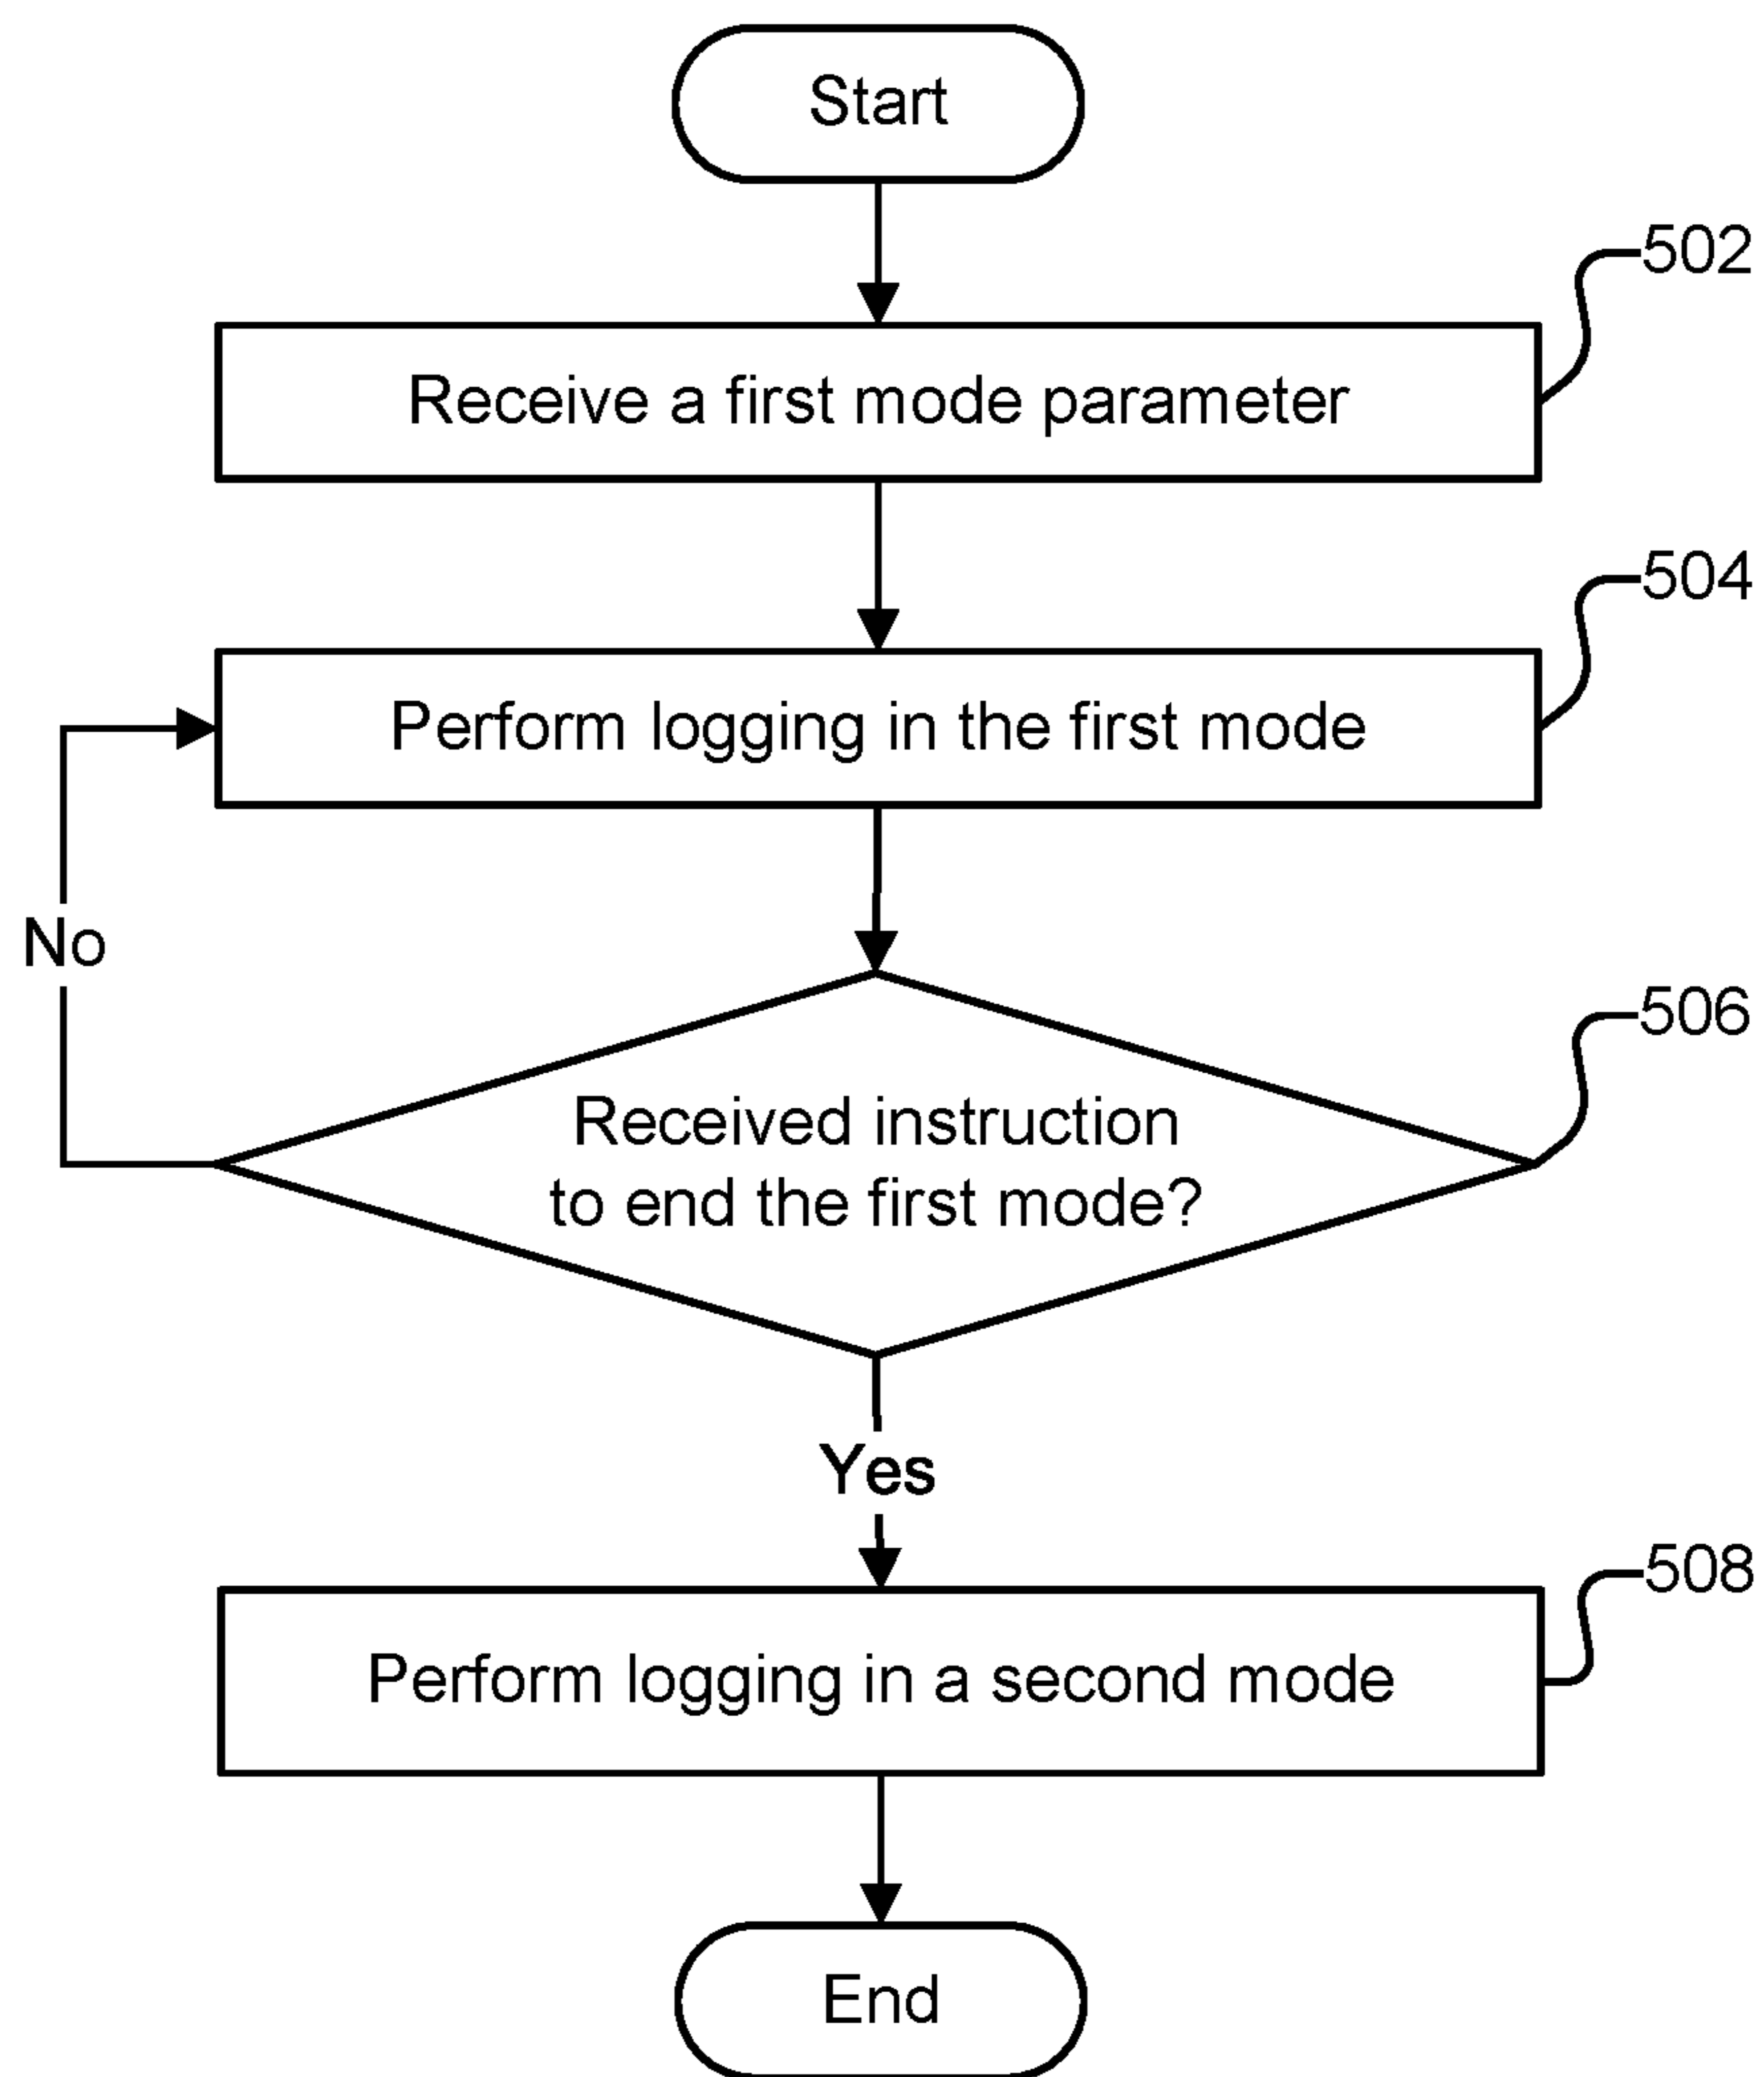 Start
502
Receive a first mode parameter
504
Perform logging in the first mode
No
506
Received instruction
to end the first mode?
Yes
508
Perform logging in a second mode
End